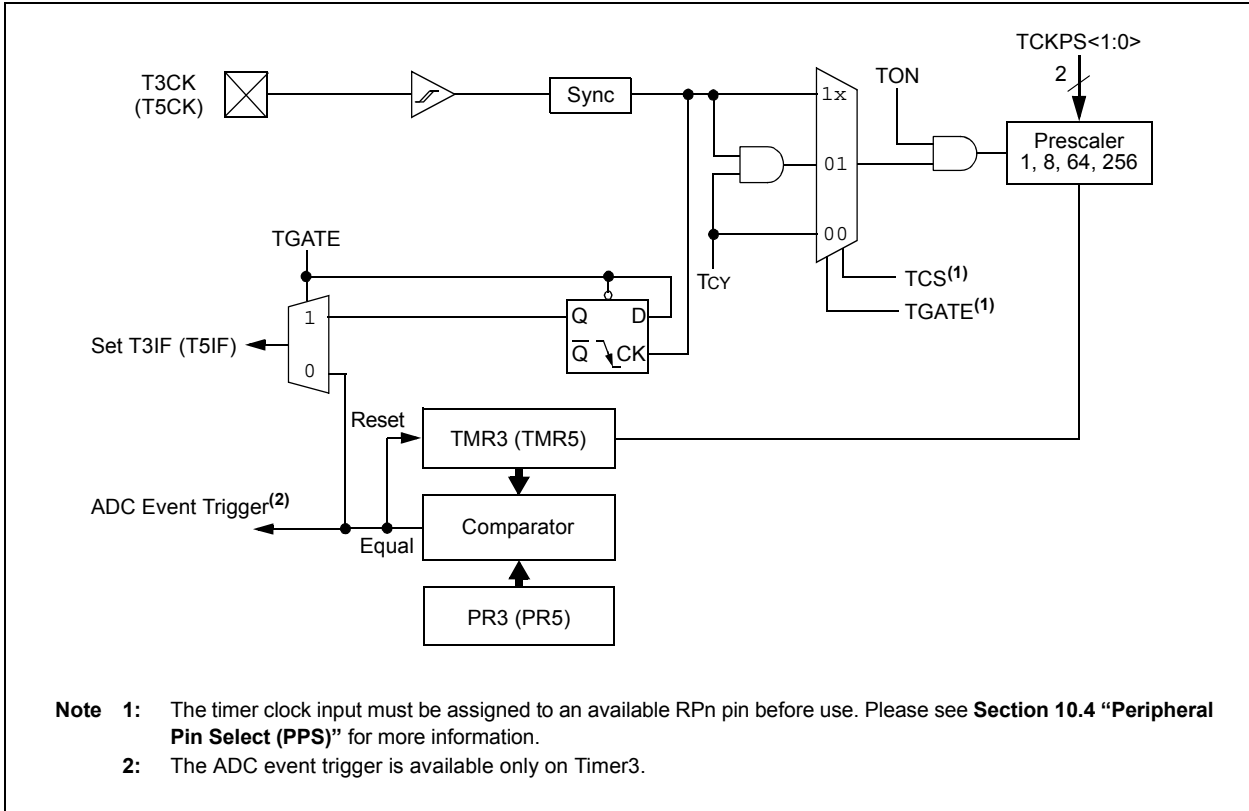 TCKPS<1:0>
2
T3CK
(T5CK)
Sync
1x
TON
Prescaler
1, 8, 64, 256
01
00
TGATE
TCY
TCS(1)
TGATE(1)
1
Q D
Set T3IF (T5IF)
Q CK
0
Reset
TMR3 (TMR5)
ADC Event Trigger(2)
Comparator
Equal
PR3 (PR5)
Note 1: The timer clock input must be assigned to an available RPn pin before use. Please see Section 10.4 “Peripheral
Pin Select (PPS)” for more information.
2: The ADC event trigger is available only on Timer3.